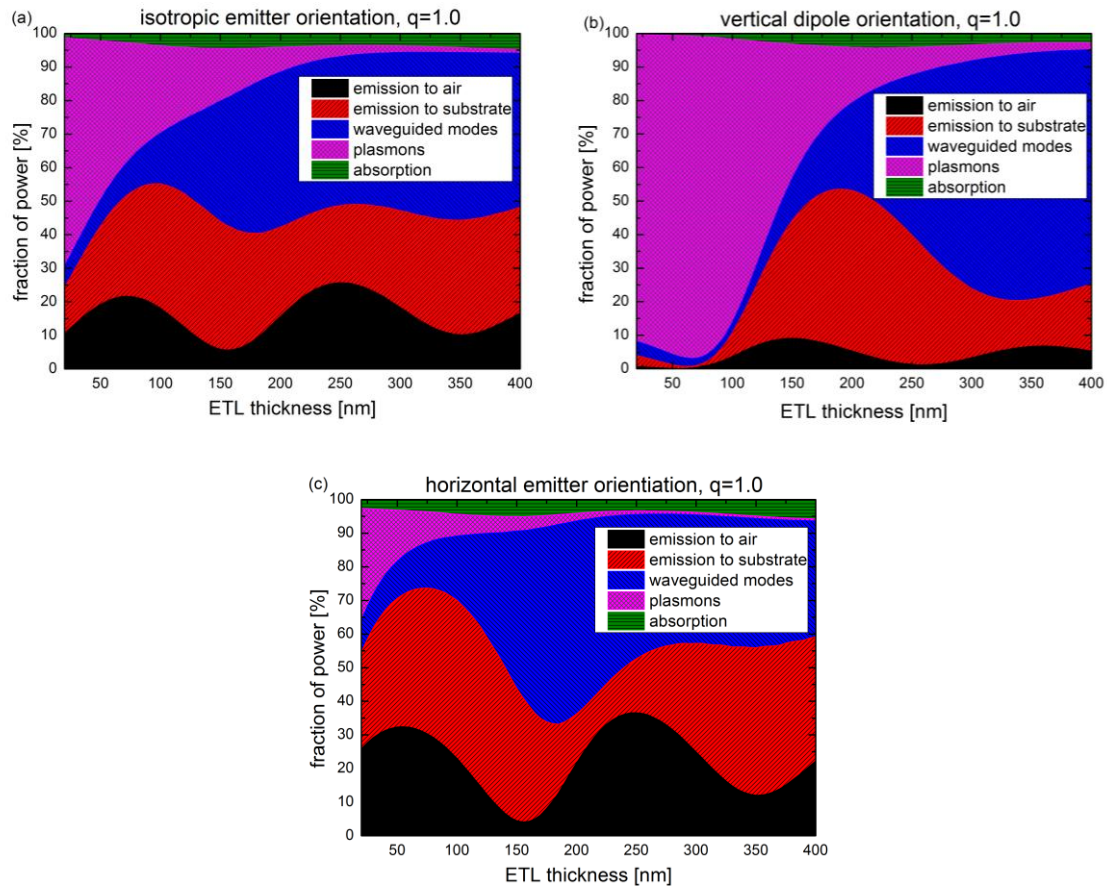 (a)
isotropic emitter orientation, q=1.0
100
90
80
70
60
50
40
30
20
10
0
fraction of power [%]
emission to air
emission to substrate
waveguided modes
plasmons
absorption
50 100 150 200 250 300 350 400
ETL thickness [nm]
(b)
vertical dipole orientation, q=1.0
100
90
80
70
60
50
40
30
20
10
0
fraction of power [%]
emission to air
emission to substrate
waveguided modes
plasmons
absorption
50 100 150 200 250 300 350 400
ETL thickness [nm]
(c)
horizontal emitter orientiation, q=1.0
100
90
80
70
60
50
40
30
20
10
0
fraction of power [%]
emission to air
emission to substrate
waveguided modes
plasmons
absorption
50 100 150 200 250 300 350 400
ETL thickness [nm]